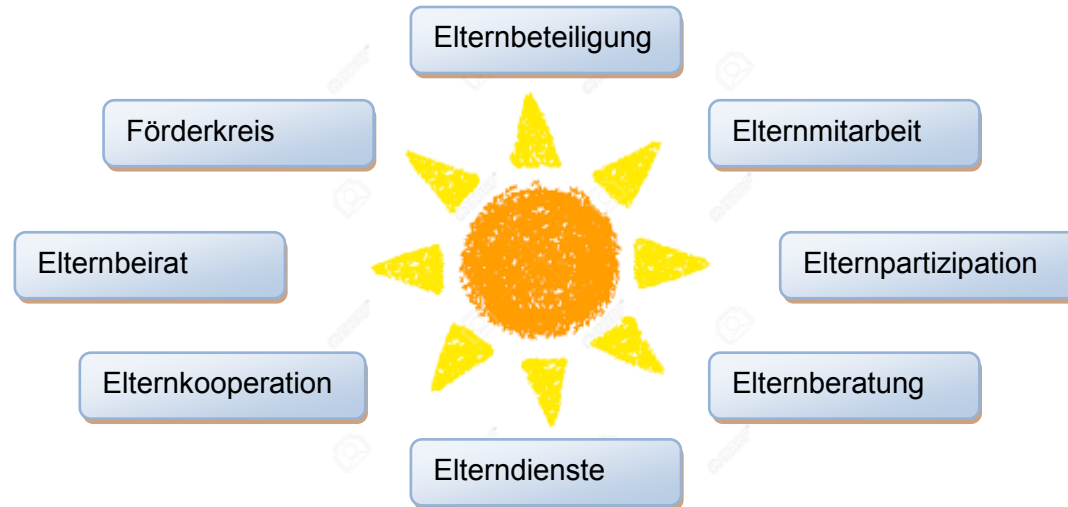 Elternbeteiligung
Förderkreis
Elternmitarbeit
Elternbeirat
Elternpartizipation
Elternkooperation
Elternberatung
Elterndienste